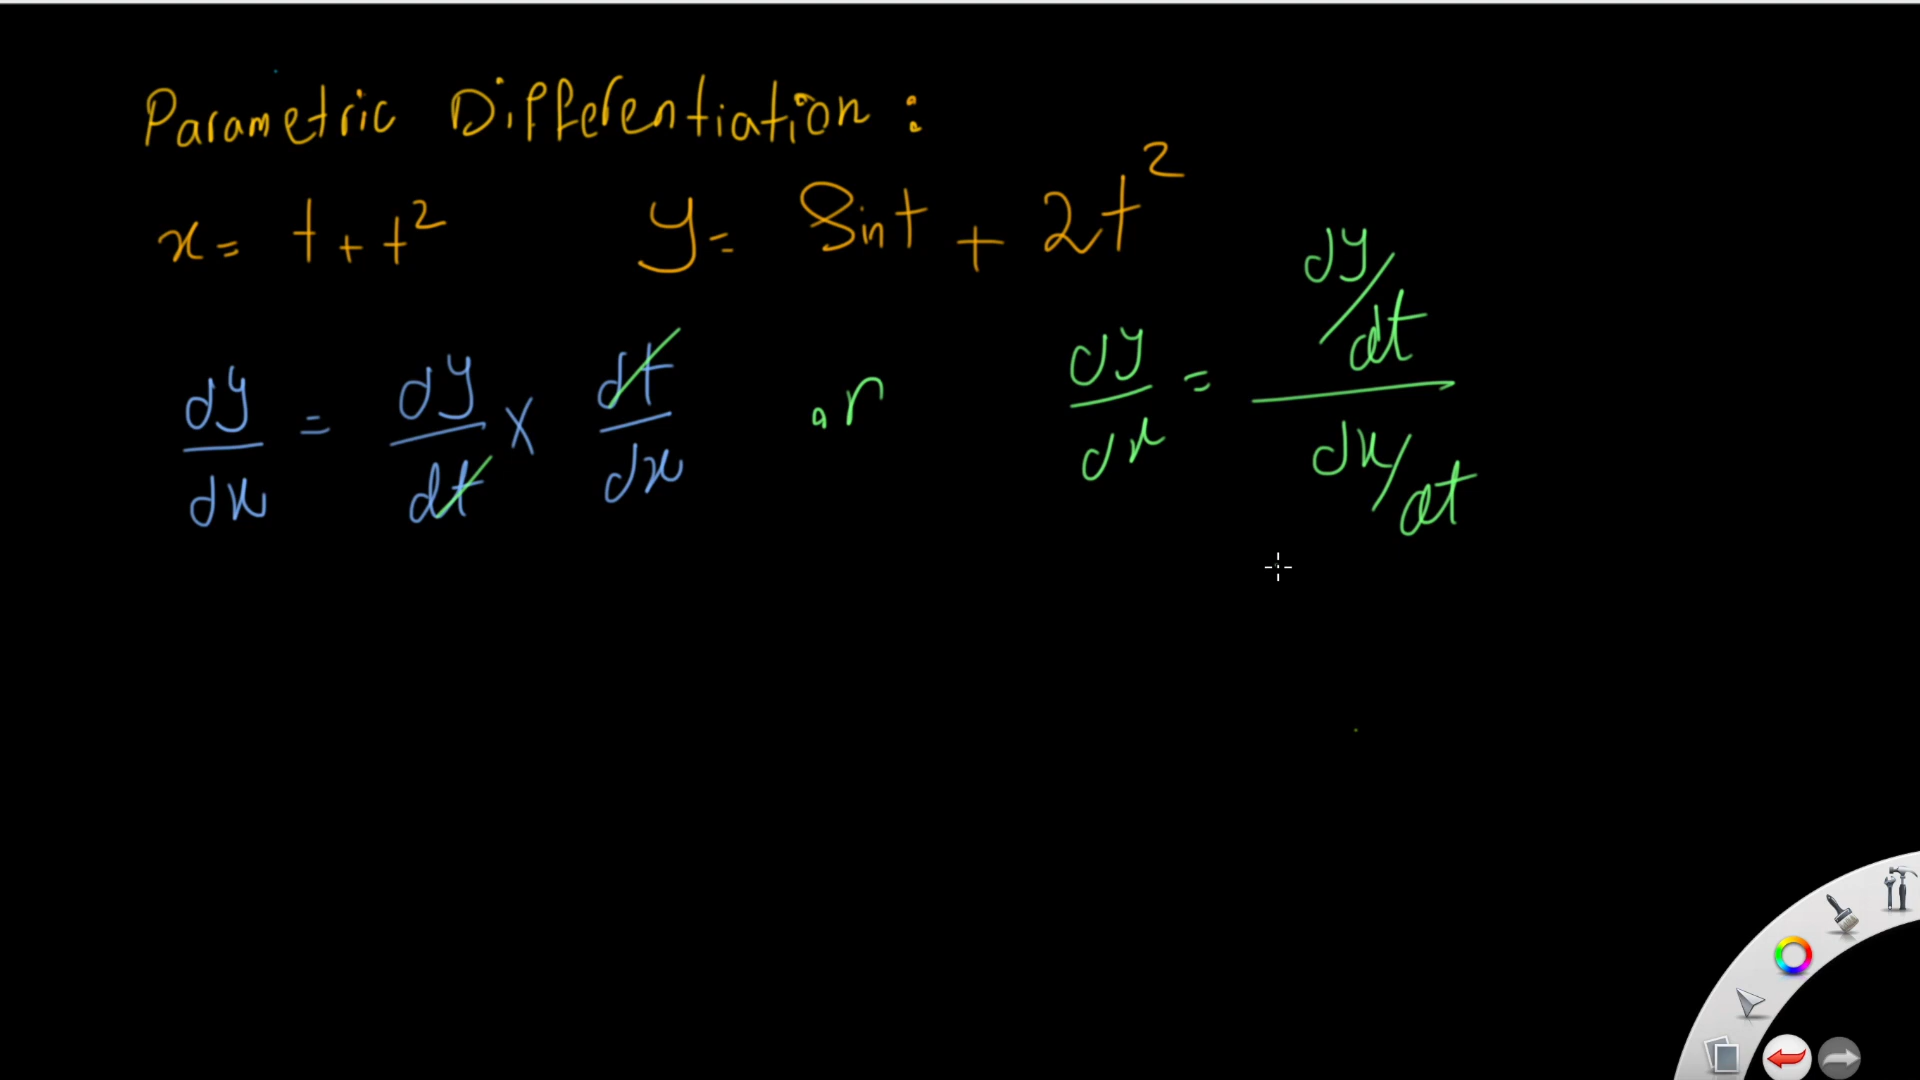 Parametric Differentiation :
x = t + t² y = Sint + 2t²
dy/dx = dy/dt × dt/dx or dy/dx = (dy/dt)/(dx/dt)